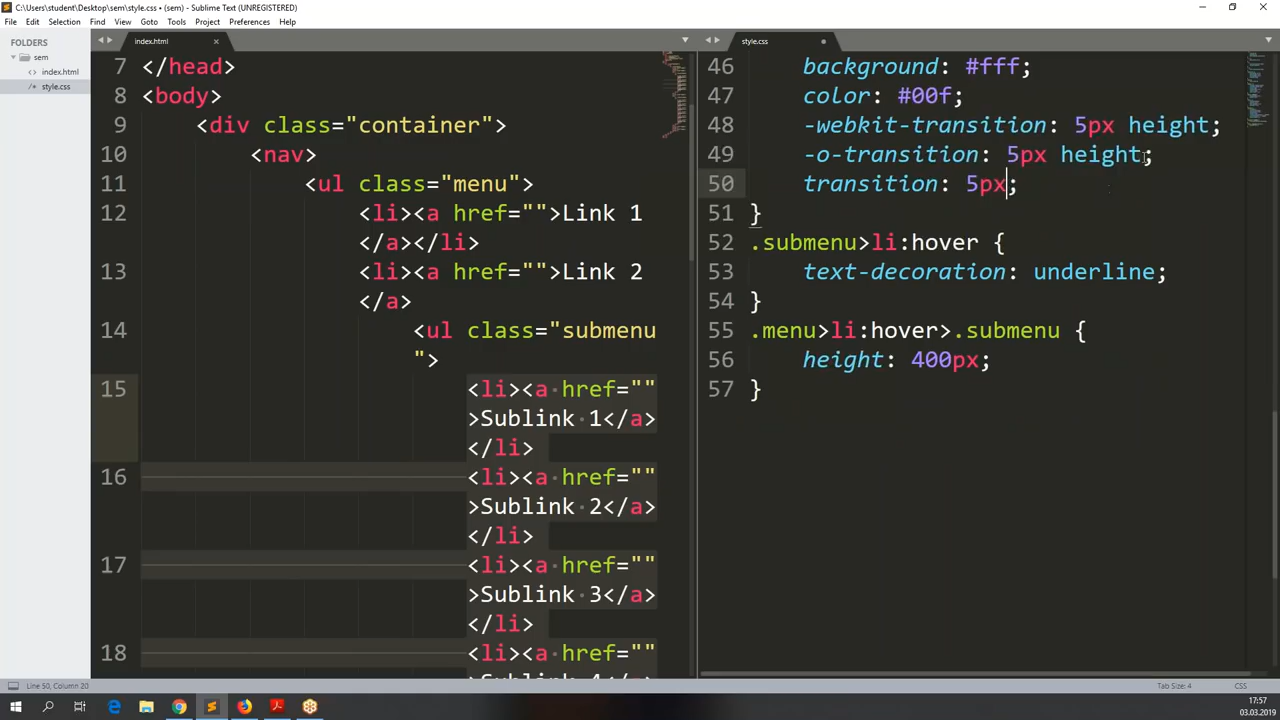 C:\Users\student\Desktop\sem\style.css • (sem) - Sublime Text (UNREGISTERED)
File Edit Selection Find View Goto Tools Project Preferences Help
FOLDERS
sem
index.html
style.css
index.html
7 </head>
8 <body>
9 <div class="container">
10 <nav>
11 <ul class="menu">
12 <li><a href="">Link 1
</a></li>
13 <li><a href="">Link 2
</a>
14 <ul class="submenu
">
15 <li><a href=""
>Sublink 1</a>
</li>
16 <li><a href=""
>Sublink 2</a>
</li>
17 <li><a href=""
>Sublink 3</a>
</li>
18 <li><a href=""
>Sublink 4</a>
style.css
46 background: #fff;
47 color: #00f;
48 -webkit-transition: 5px height;
49 -o-transition: 5px height;
50 transition: 5px;
51 }
52 .submenu>li:hover {
53 text-decoration: underline;
54 }
55 .menu>li:hover>.submenu {
56 height: 400px;
57 }
Line 50, Column 20
Tab Size: 4
CSS
17:57
03.03.2019